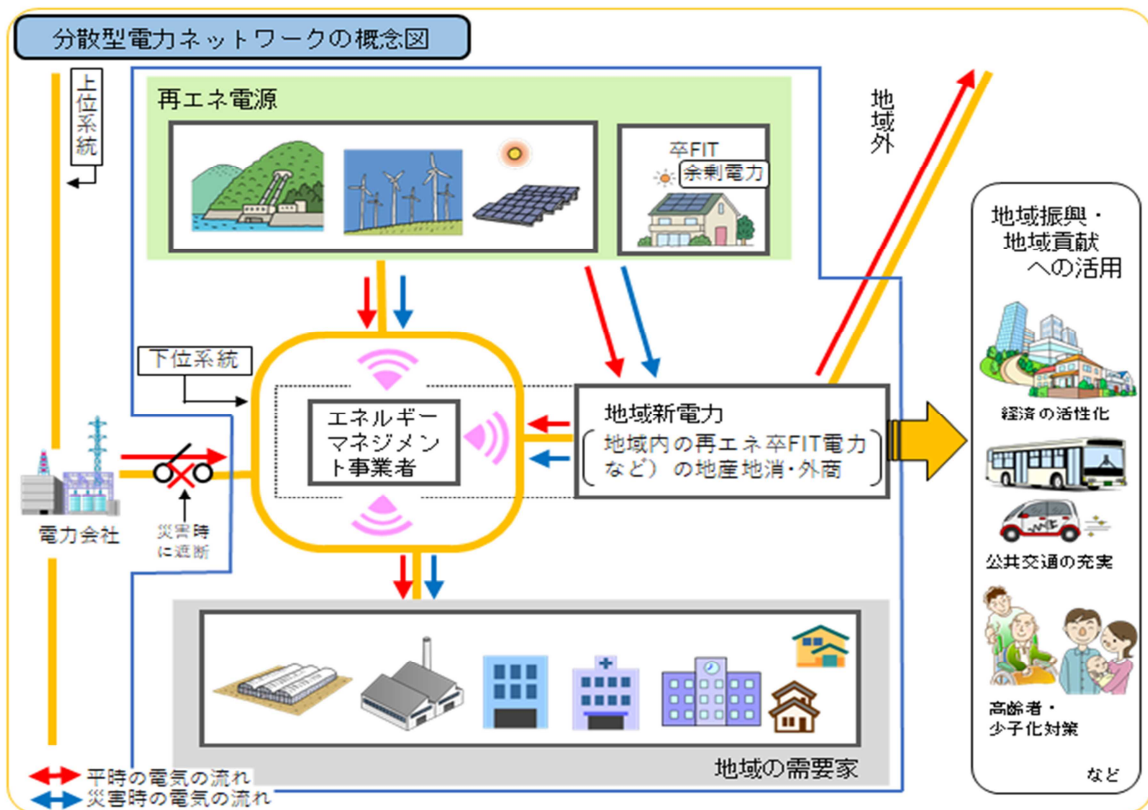 分散型電力ネットワークの概念図
上位系統
再エネ電源
卒FIT
余剰電力
地域外
地域振興・
地域貢献
への活用
経済の活性化
公共交通の充実
高齢者・
少子化対策
など
下位系統
エネルギー
マネジメン
ト事業者
地域新電力
(地域内の再エネ卒FIT電力
など)の地産地消・外商)
電力会社
災害時
に遮断
地域の需要家
平時の電気の流れ
災害時の電気の流れ